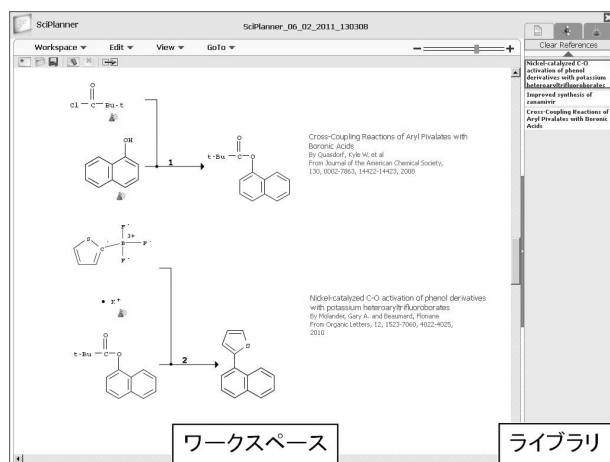 SciPlanner
SciPlanner_06_02_2011_130308
Workspace Edit View GoTo
Clear References
Nickel-catalyzed C-O
activation of phenol
derivatives with potassium
heteroaryltrifluoroborates
Improved synthesis of
zanamivir
Cross-Coupling Reactions of
Aryl Pivalates with Boronic
Acids
O
Cl C Bu-t
OH
1
O
t-Bu C O
Cross-Coupling Reactions of Aryl Pivalates with
Boronic Acids
By Quasdorf, Kyle W. et al
From Journal of the American Chemical Society,
130, 0002-7863, 14422-14423, 2008
S
C -
B 3+
F -
F -
F -
• K+
O
t-Bu C O
2
S
Nickel-catalyzed C-O activation of phenol derivatives
with potassium heteroaryltrifluoroborates
By Molander, Gary A. and Beaumard, Floriane
From Organic Letters, 12, 1523-7060, 4022-4025,
2010
ワークスペース
ライブラリ